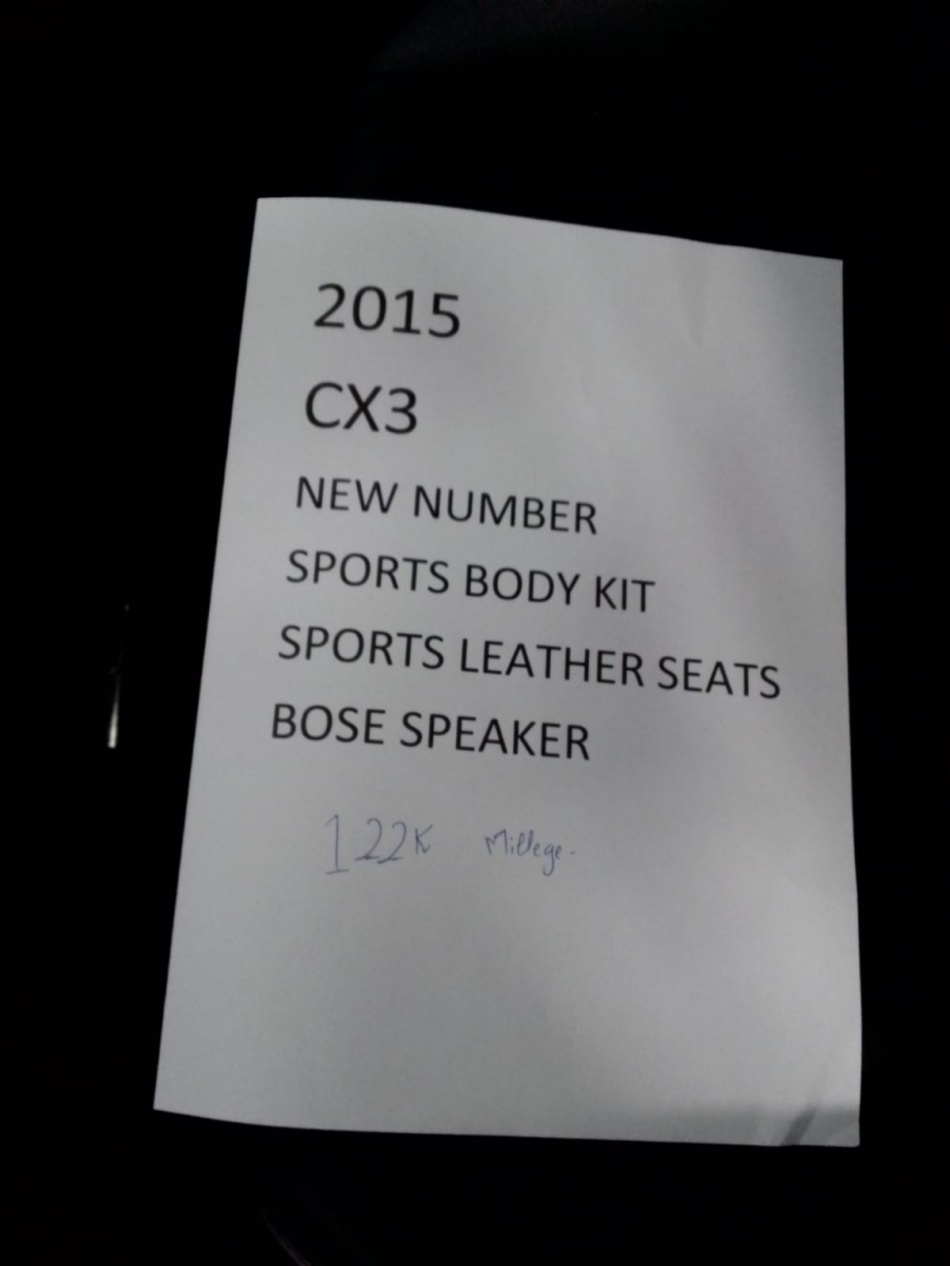 2015
CX3
NEW NUMBER
SPORTS BODY KIT
SPORTS LEATHER SEATS
BOSE SPEAKER
122K Millege.